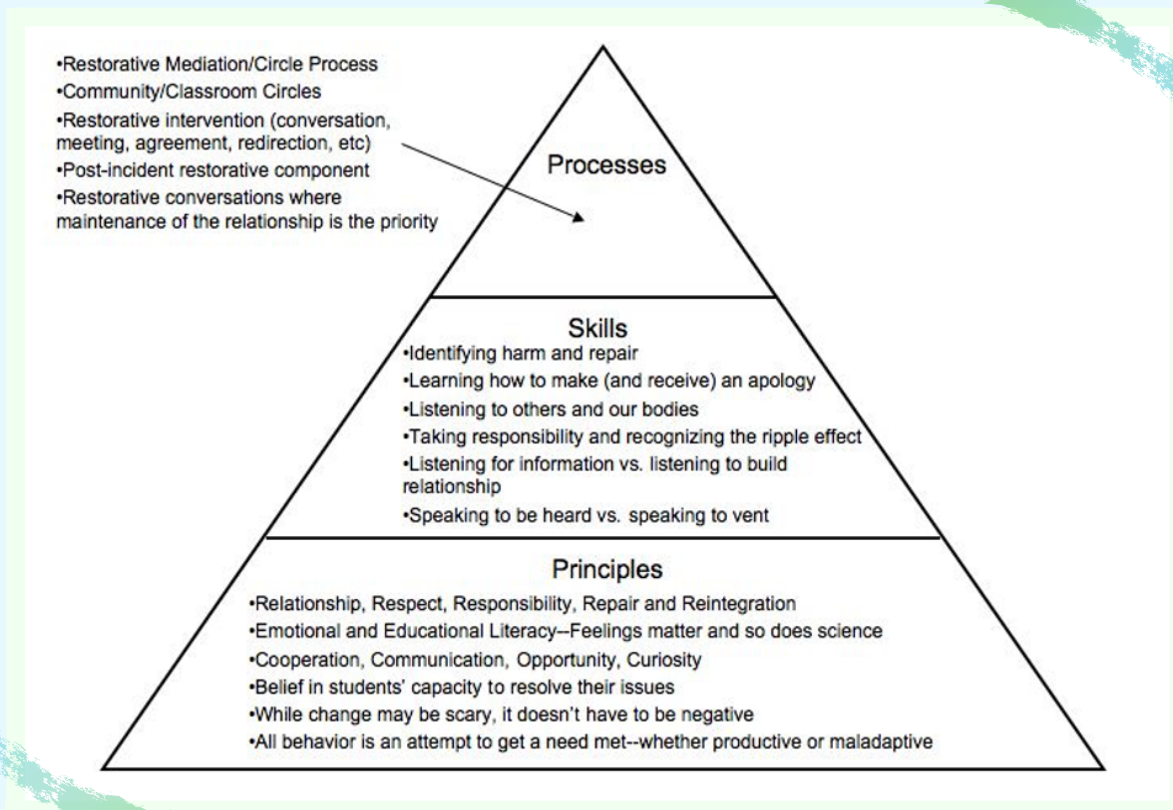 •Restorative Mediation/Circle Process
•Community/Classroom Circles
•Restorative intervention (conversation,
meeting, agreement, redirection, etc)
•Post-incident restorative component
•Restorative conversations where
maintenance of the relationship is the priority
Processes
Skills
•Identifying harm and repair
•Learning how to make (and receive) an apology
•Listening to others and our bodies
•Taking responsibility and recognizing the ripple effect
•Listening for information vs. listening to build
relationship
•Speaking to be heard vs. speaking to vent
Principles
•Relationship, Respect, Responsibility, Repair and Reintegration
•Emotional and Educational Literacy--Feelings matter and so does science
•Cooperation, Communication, Opportunity, Curiosity
•Belief in students' capacity to resolve their issues
•While change may be scary, it doesn't have to be negative
•All behavior is an attempt to get a need met--whether productive or maladaptive